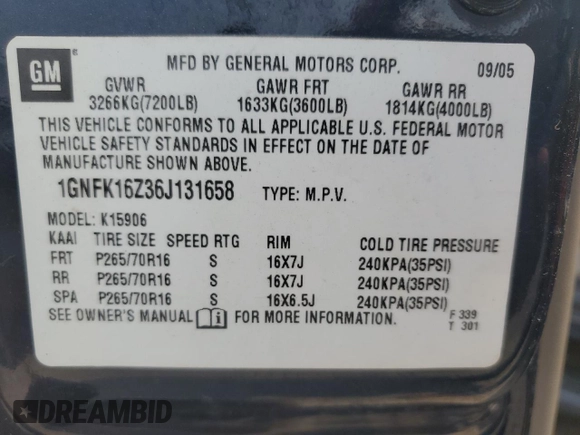 GM
MFD BY GENERAL MOTORS CORP. 09/05
GVWR GAWR FRT GAWR RR
3266KG(7200LB) 1633KG(3600LB) 1814KG(4000LB)
THIS VEHICLE CONFORMS TO ALL APPLICABLE U.S. FEDERAL MOTOR
VEHICLE SAFETY STANDARDS IN EFFECT ON THE DATE OF
MANUFACTURE SHOWN ABOVE.
1GNFK16Z36J131658 TYPE: M.P.V.
MODEL: K15906
KAAI TIRE SIZE SPEED RTG RIM COLD TIRE PRESSURE
FRT P265/70R16 S 16X7J 240KPA(35PSI)
RR P265/70R16 S 16X7J 240KPA(35PSI)
SPA P265/70R16 S 16X6.5J 240KPA(35PSI)
SEE OWNER'S MANUAL i FOR MORE INFORMATION. F 339
T 301
DREAMBID